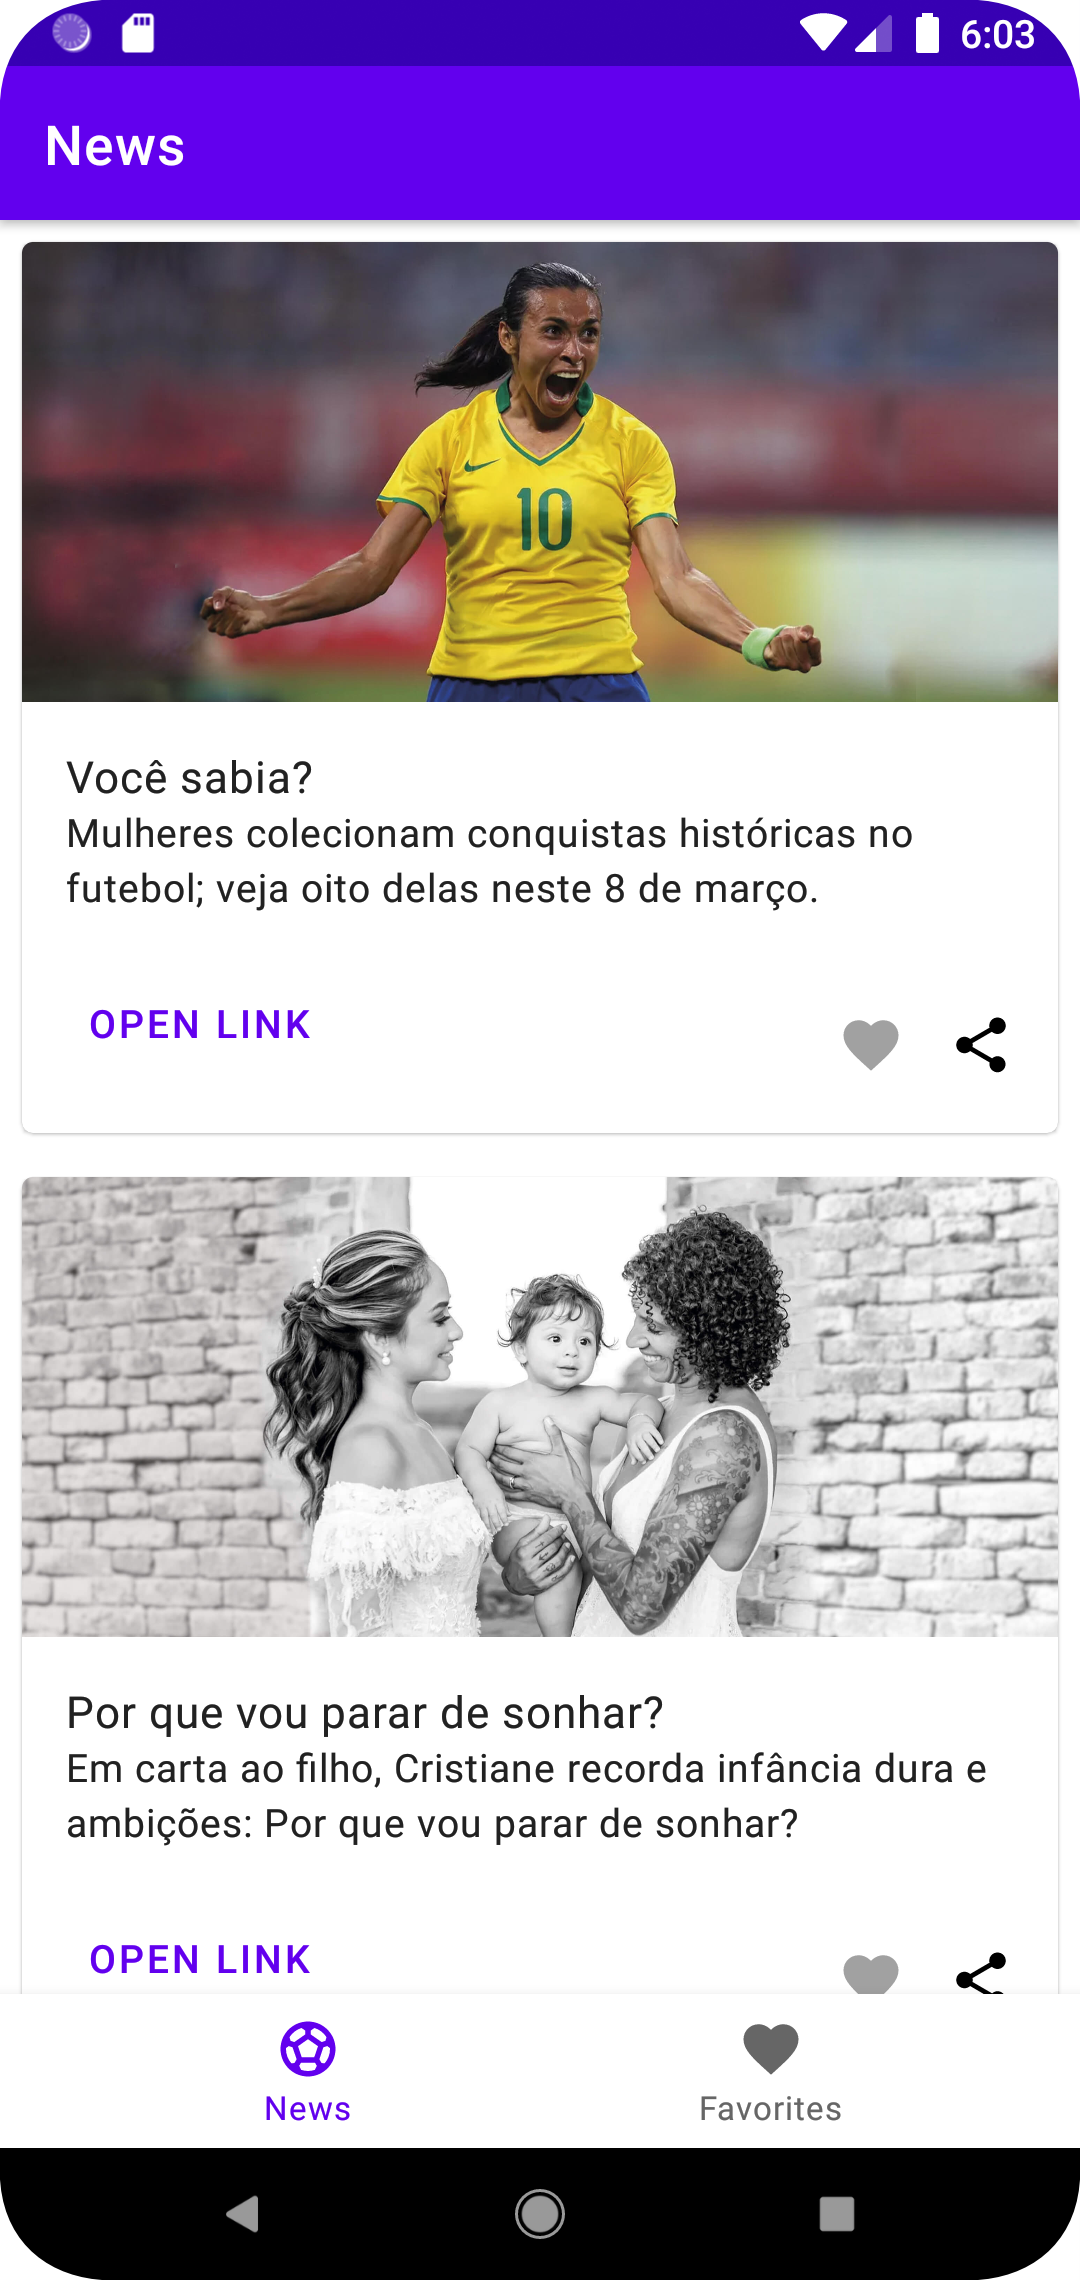 6:03
News
10
Você sabia?
Mulheres colecionam conquistas históricas no
futebol; veja oito delas neste 8 de março.
OPEN LINK
Por que vou parar de sonhar?
Em carta ao filho, Cristiane recorda infância dura e
ambições: Por que vou parar de sonhar?
OPEN LINK
News
Favorites